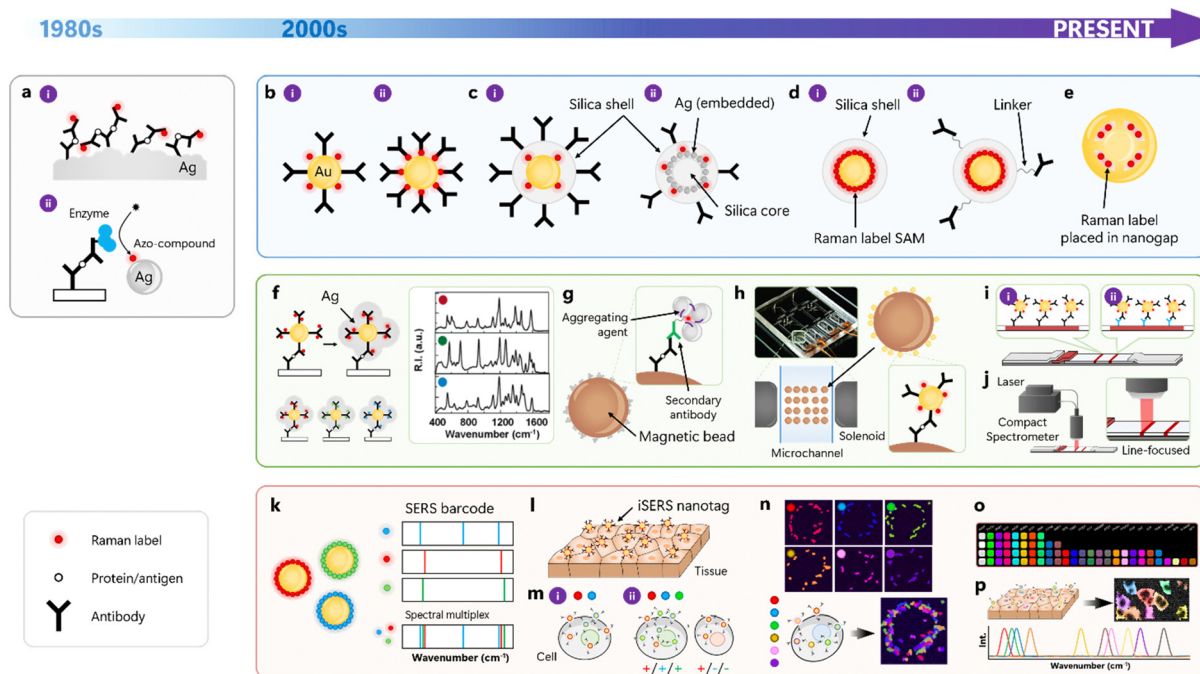 1980s
2000s
PRESENT
a
i
Ag
ii
Enzyme
Azo-compound
Ag
b
i
Au
ii
c
i
Silica shell
ii
Ag (embedded)
Silica core
d
i
Silica shell
Raman label SAM
ii
Linker
e
Raman label
placed in nanogap
f
Ag
R.I. (a.u.)
400
800
1200
1600
Wavenumber (cm⁻¹)
g
Aggregating
agent
Secondary
antibody
Magnetic bead
h
Solenoid
Microchannel
i
i
ii
j
Laser
Compact
Spectrometer
Line-focused
Raman label
Protein/antigen
Antibody
k
SERS barcode
Spectral multiplex
Wavenumber (cm⁻¹)
l
iSERS nanotag
Tissue
m
i
ii
Cell
+/+/+
+/-/-
n
o
p
Int.
Wavenumber (cm⁻¹)